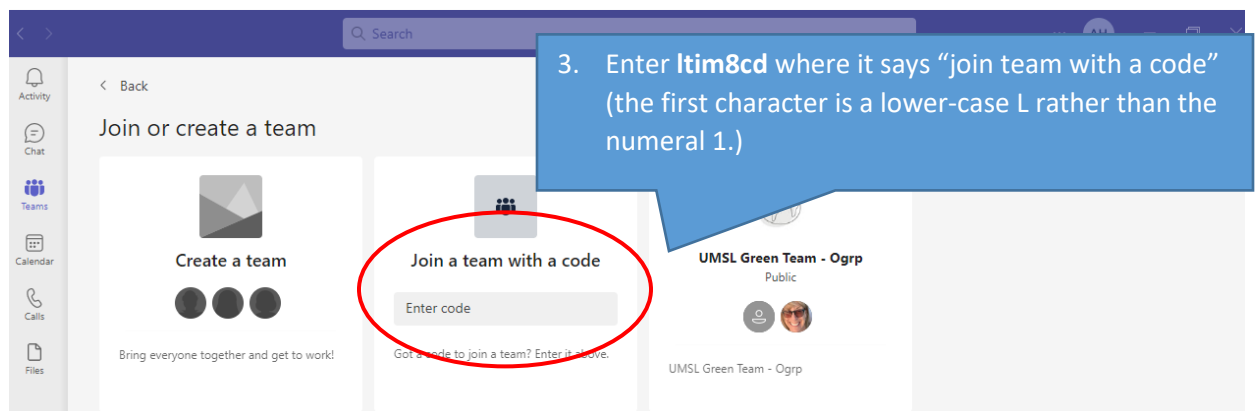 Search
AH
3. Enter ltim8cd where it says “join team with a code”
(the first character is a lower-case L rather than the
numeral 1.)
Activity
Chat
Teams
Calendar
Calls
Files
< Back
Join or create a team
Create a team
Bring everyone together and get to work!
Join a team with a code
Enter code
Got a code to join a team? Enter it above.
UMSL Green Team - Ogrp
Public
UMSL Green Team - Ogrp